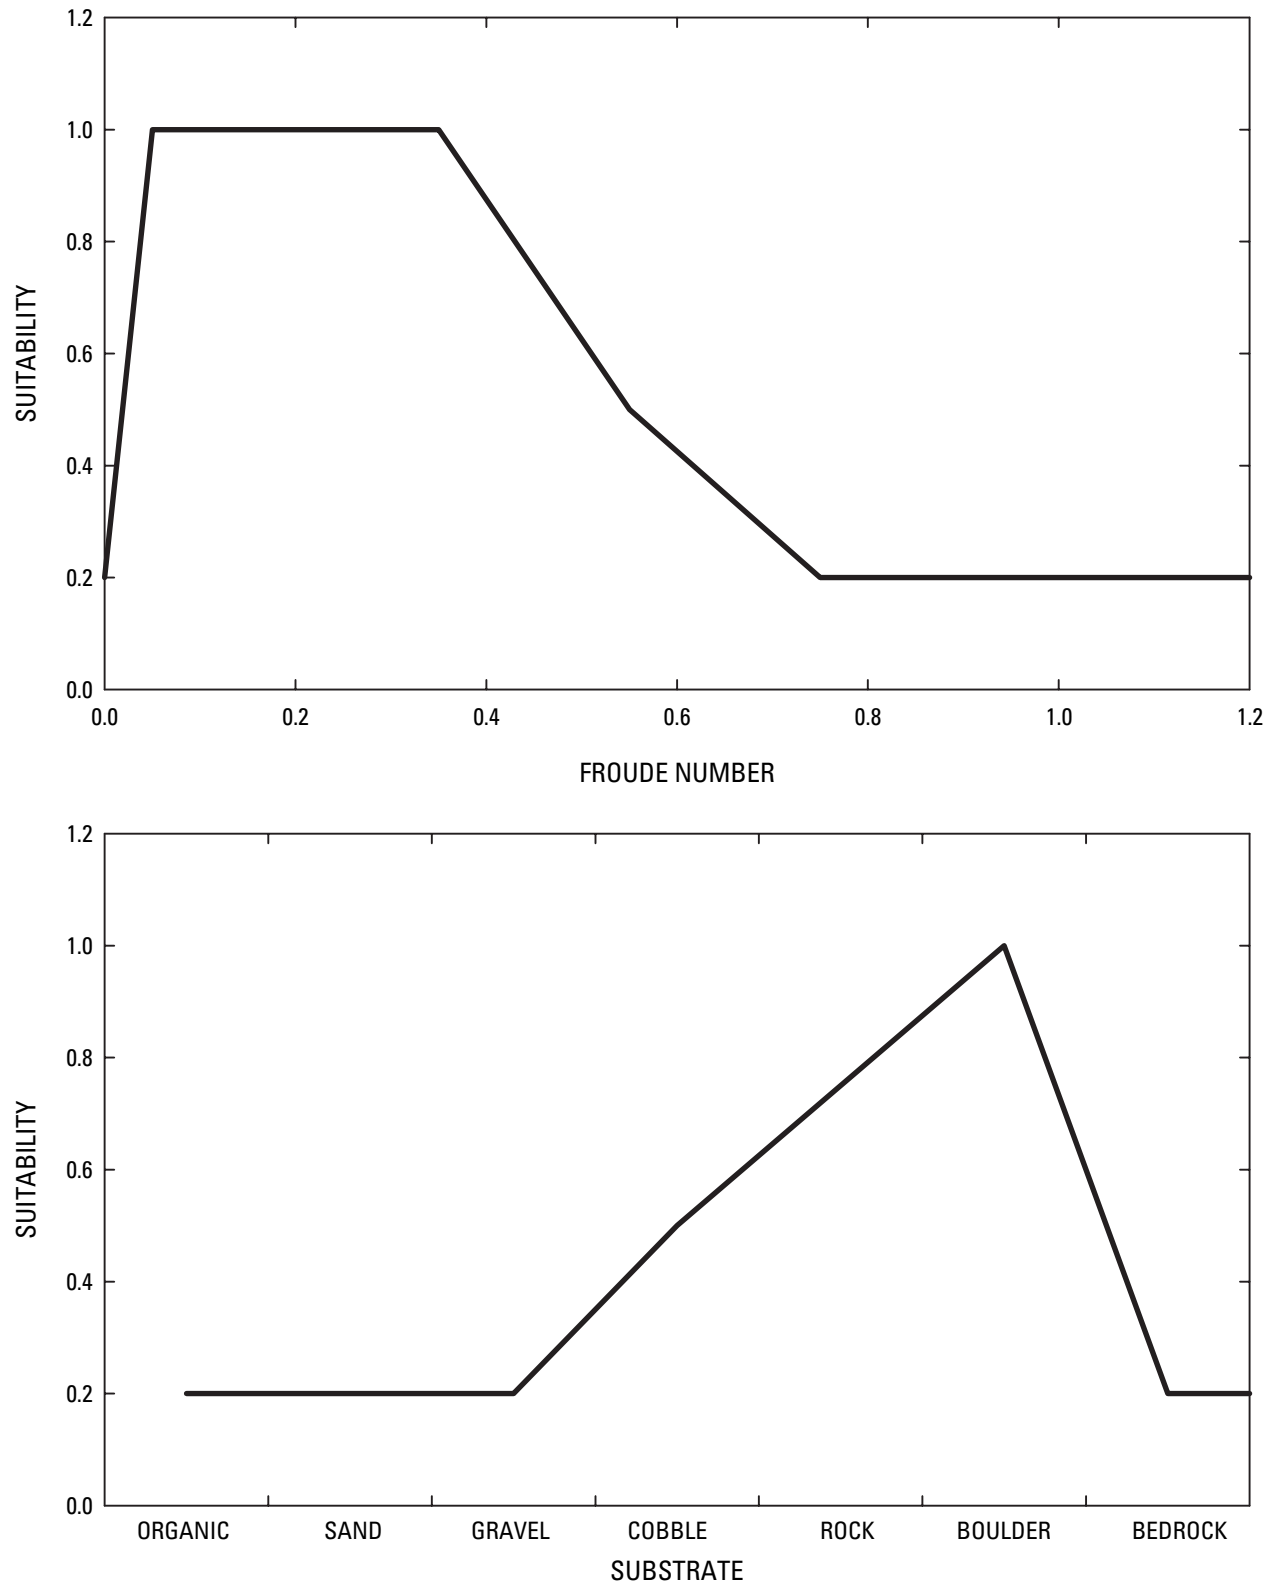 1.2
1.0
0.8
0.6
0.4
0.2
0.0
SUITABILITY
0.0 0.2 0.4 0.6 0.8 1.0 1.2
FROUDE NUMBER
1.2
1.0
0.8
0.6
0.4
0.2
0.0
SUITABILITY
ORGANIC SAND GRAVEL COBBLE ROCK BOULDER BEDROCK
SUBSTRATE